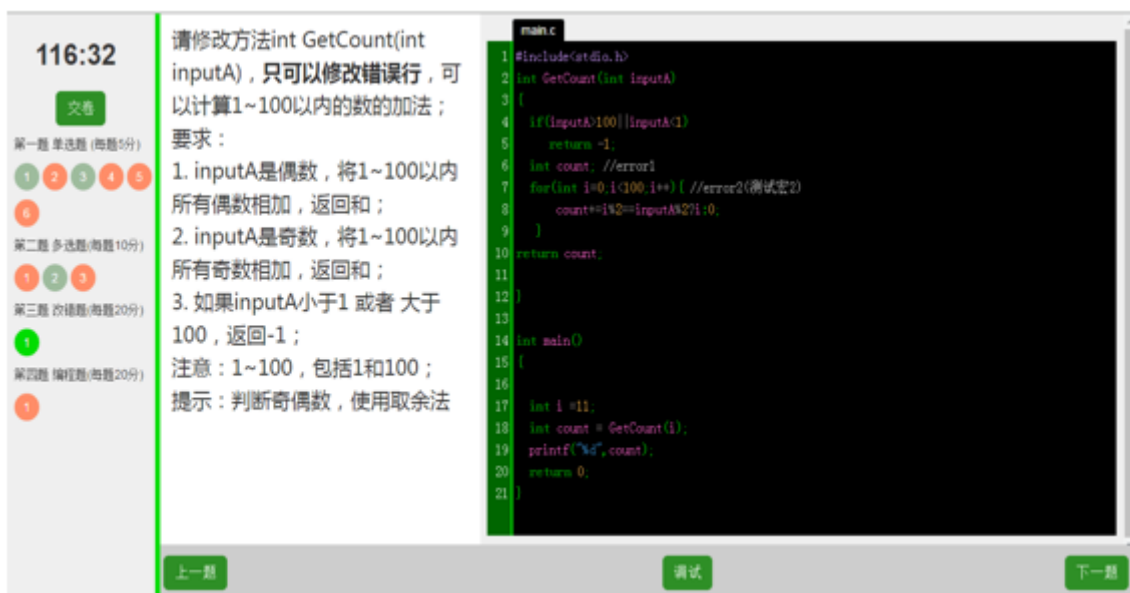 116:32
交卷
第一题 单选题 (每题5分)
1 2 3 4 5
6
第二题 多选题(每题10分)
1 2 3
第三题 改错题(每题20分)
1
第四题 编程题(每题20分)
1
请修改方法int GetCount(int
inputA)，只可以修改错误行，可
以计算1~100以内的数的加法；
要求：
1. inputA是偶数，将1~100以内
所有偶数相加，返回和；
2. inputA是奇数，将1~100以内
所有奇数相加，返回和；
3. 如果inputA小于1 或者 大于
100，返回-1；
注意：1~100，包括1和100；
提示：判断奇偶数，使用取余法
main.c
1 #include<stdio.h>
2 int GetCount(int inputA)
3 {
4 if(inputA>100||inputA<1)
5 return -1;
6 int count; //error1
7 for(int i=0;i<100;i++){ //error2(测试宏2)
8 count+=i%2==inputA%2?i:0;
9 }
10 return count;
11
12 }
13
14 int main()
15 {
16
17 int i =11;
18 int count = GetCount(i);
19 printf("%d",count);
20 return 0;
21 }
上一题
调试
下一题